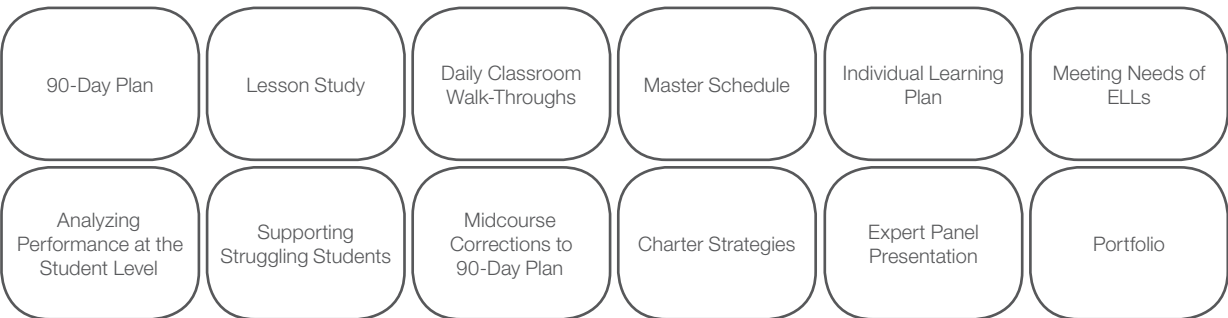 90-Day Plan
Lesson Study
Daily Classroom
Walk-Throughs
Master Schedule
Individual Learning
Plan
Meeting Needs of
ELLs
Analyzing
Performance at the
Student Level
Supporting
Struggling Students
Midcourse
Corrections to
90-Day Plan
Charter Strategies
Expert Panel
Presentation
Portfolio